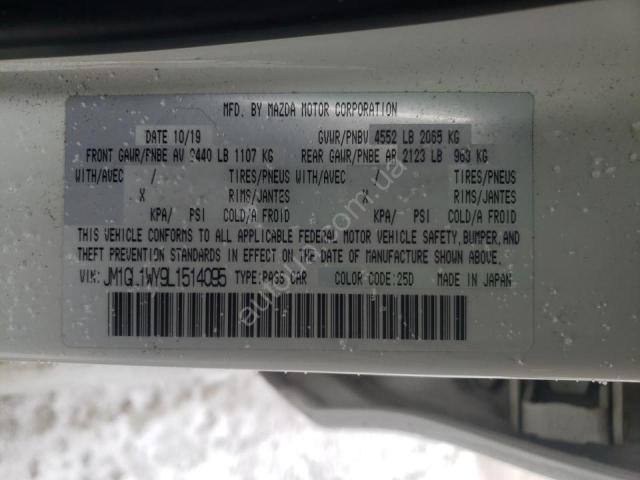 MFD. BY MAZDA MOTOR CORPORATION
DATE 10/19 GVWR/PNBV 4552 LB 2065 KG
FRONT GAWR/PNBE AV 2440 LB 1107 KG REAR GAWR/PNBE AR 2123 LB 963 KG
WITH/AVEC / TIRES/PNEUS WITH/AVEC / TIRES/PNEUS
X RIMS/JANTES X RIMS/JANTES
KPA/ PSI COLD/A FROID KPA/ PSI COLD/A FROID
THIS VEHICLE CONFORMS TO ALL APPLICABLE FEDERAL MOTOR VEHICLE SAFETY, BUMPER, AND
THEFT PREVENTION STANDARDS IN EFFECT ON THE DATE OF MANUFACTURE SHOWN ABOVE.
VIN: JM1GL1WY9L1514095 TYPE:PASS CAR COLOR CODE:25D MADE IN JAPAN